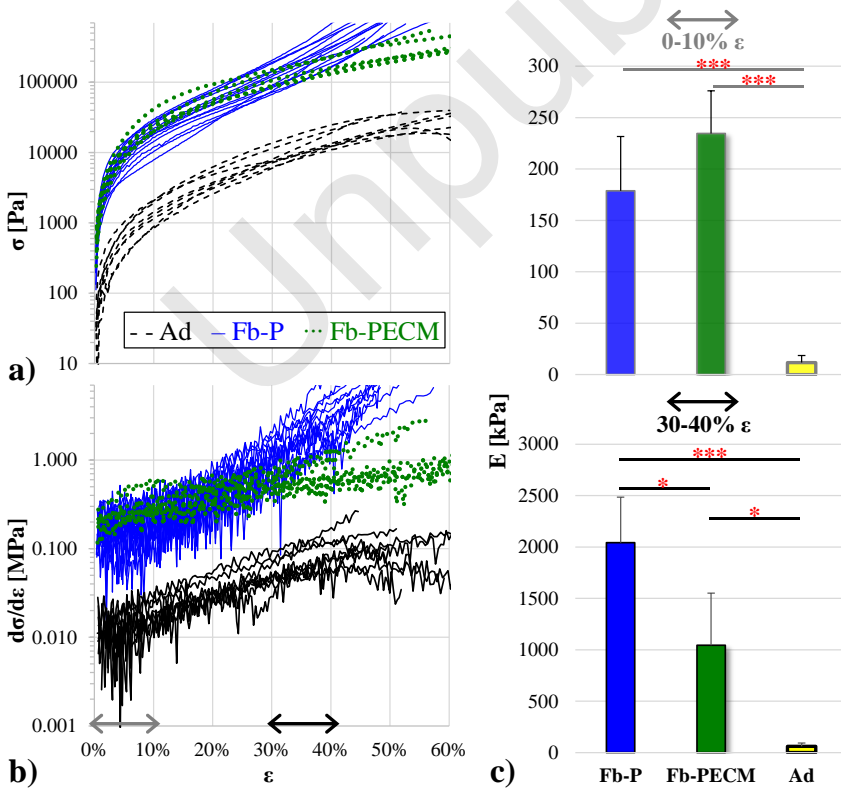 Unpub
a)
σ [Pa]
100000
10000
1000
100
10
Ad Fb-P Fb-PECM
b)
dσ/dε [MPa]
1.000
0.100
0.010
0.001
0% 10% 20% 30% 40% 50% 60%
ε
c)
E [kPa]
0-10% ε
300
250
200
150
100
50
0
***
***
30-40% ε
3000
2500
2000
1500
1000
500
0
***
*
*
Fb-P Fb-PECM Ad